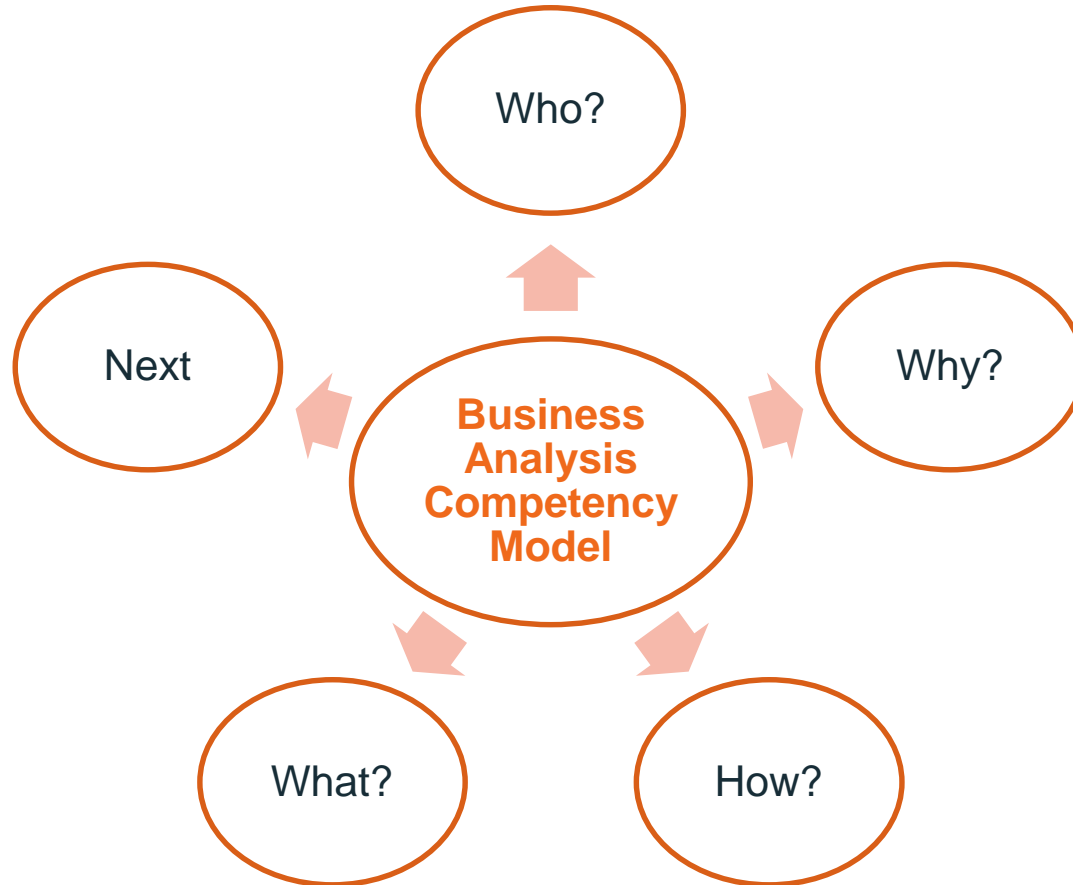 Who?
Next
Why?
Business
Analysis
Competency
Model
What?
How?